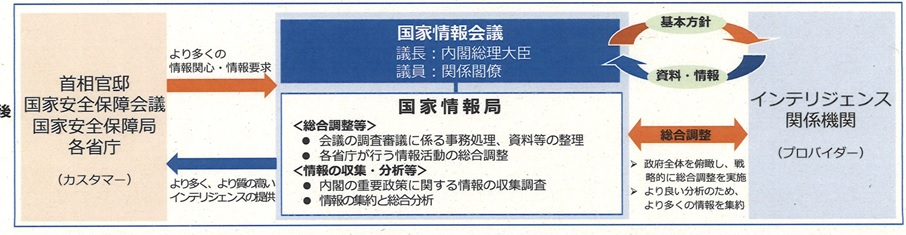 後
首相官邸
国家安全保障会議
国家安全保障局
各省庁
（カスタマー）
より多くの
情報関心・情報要求
より多く、より質の高い
インテリジェンスの提供
国家情報会議
議長：内閣総理大臣
議員：関係閣僚
国家情報局
＜総合調整等＞
● 会議の調査審議に係る事務処理、資料等の整理
● 各省庁が行う情報活動の総合調整
＜情報の収集・分析等＞
● 内閣の重要政策に関する情報の収集調査
● 情報の集約と総合分析
基本方針
資料・情報
総合調整
➢ 政府全体を俯瞰し、戦
略的に総合調整を実施
➢ より良い分析のため、
より多くの情報を集約
インテリジェンス
関係機関
（プロバイダー）